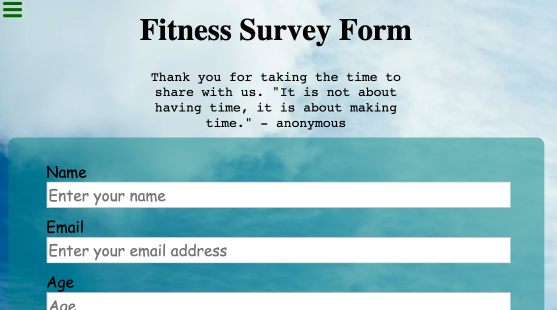 Fitness Survey Form
Thank you for taking the time to
share with us. "It is not about
having time, it is about making
time." - anonymous
Name
Enter your name
Email
Enter your email address
Age
Age